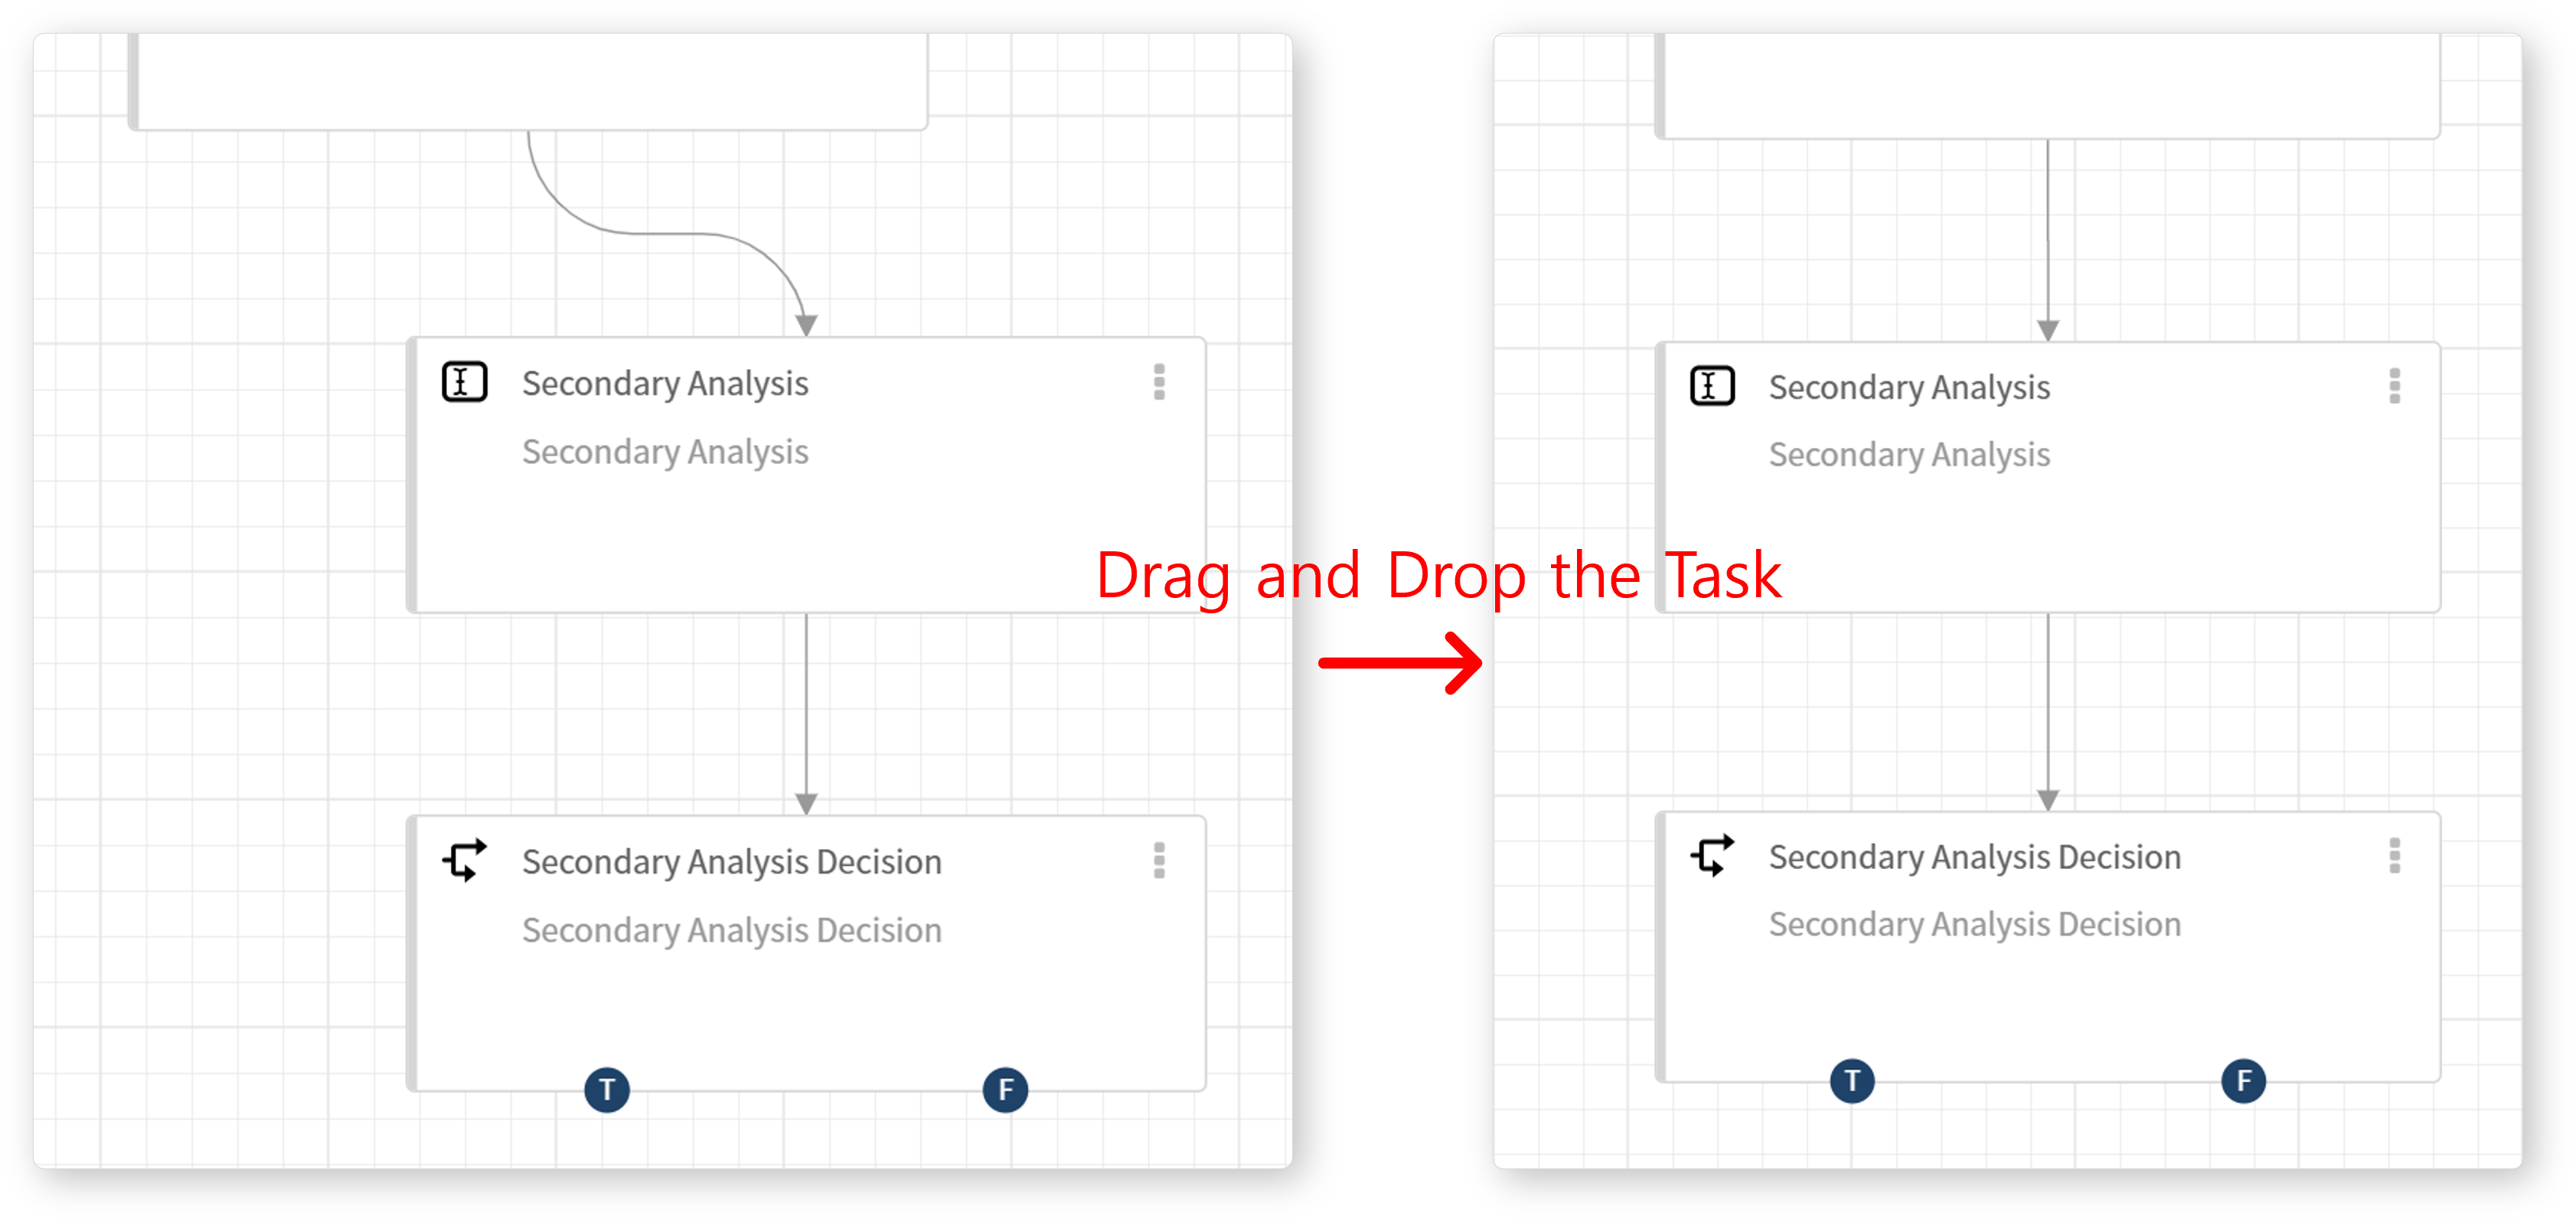 Secondary Analysis
Secondary Analysis
Secondary Analysis Decision
Secondary Analysis Decision
T
F
Drag and Drop the Task
Secondary Analysis
Secondary Analysis
Secondary Analysis Decision
Secondary Analysis Decision
T
F